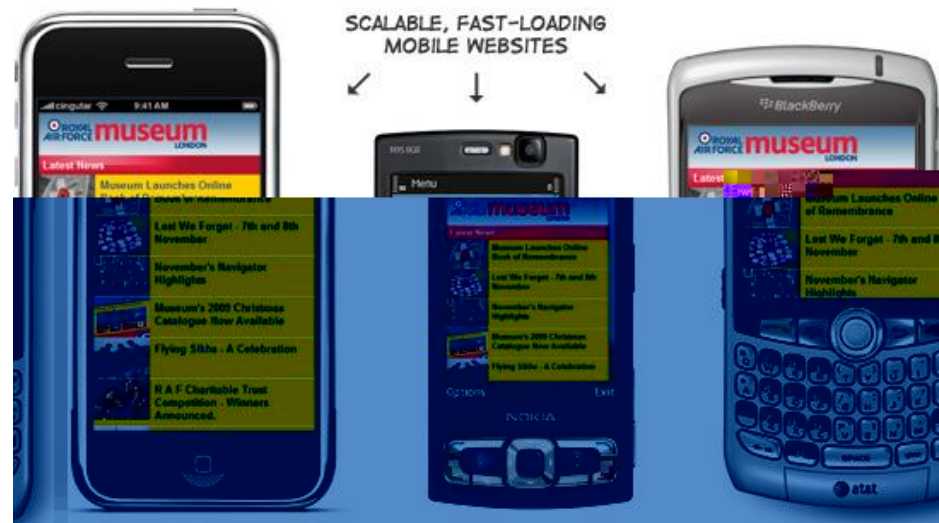 SCALABLE, FAST-LOADING
MOBILE WEBSITES
cingular
9:41 AM
ROYAL
AIR FORCE museum
LONDON
Latest News
Museum Launches Online
Book of Remembrance
Lest We Forget - 7th and 8th
November
November's Navigator
Highlights
Museum's 2009 Christmas
Catalogue Now Available
Flying Sikhs - A Celebration
R A F Charitable Trust
Competition - Winners
Announced.
N95 8GB
Menu
museum
Latest News
Museum Launches Online
Book of Remembrance
Lest We Forget - 7th and 8th
November
November's Navigator
Highlights
Museum's 2009 Christmas
Catalogue Now Available
Flying Sikhs - A Celebration
Options Exit
NOKIA
BlackBerry
ROYAL
AIR FORCE museum
LONDON
Latest
Museum Launches Online
of Remembrance
Lest We Forget - 7th and 8
November
November's Navigator
Highlights
SPACE
at&t